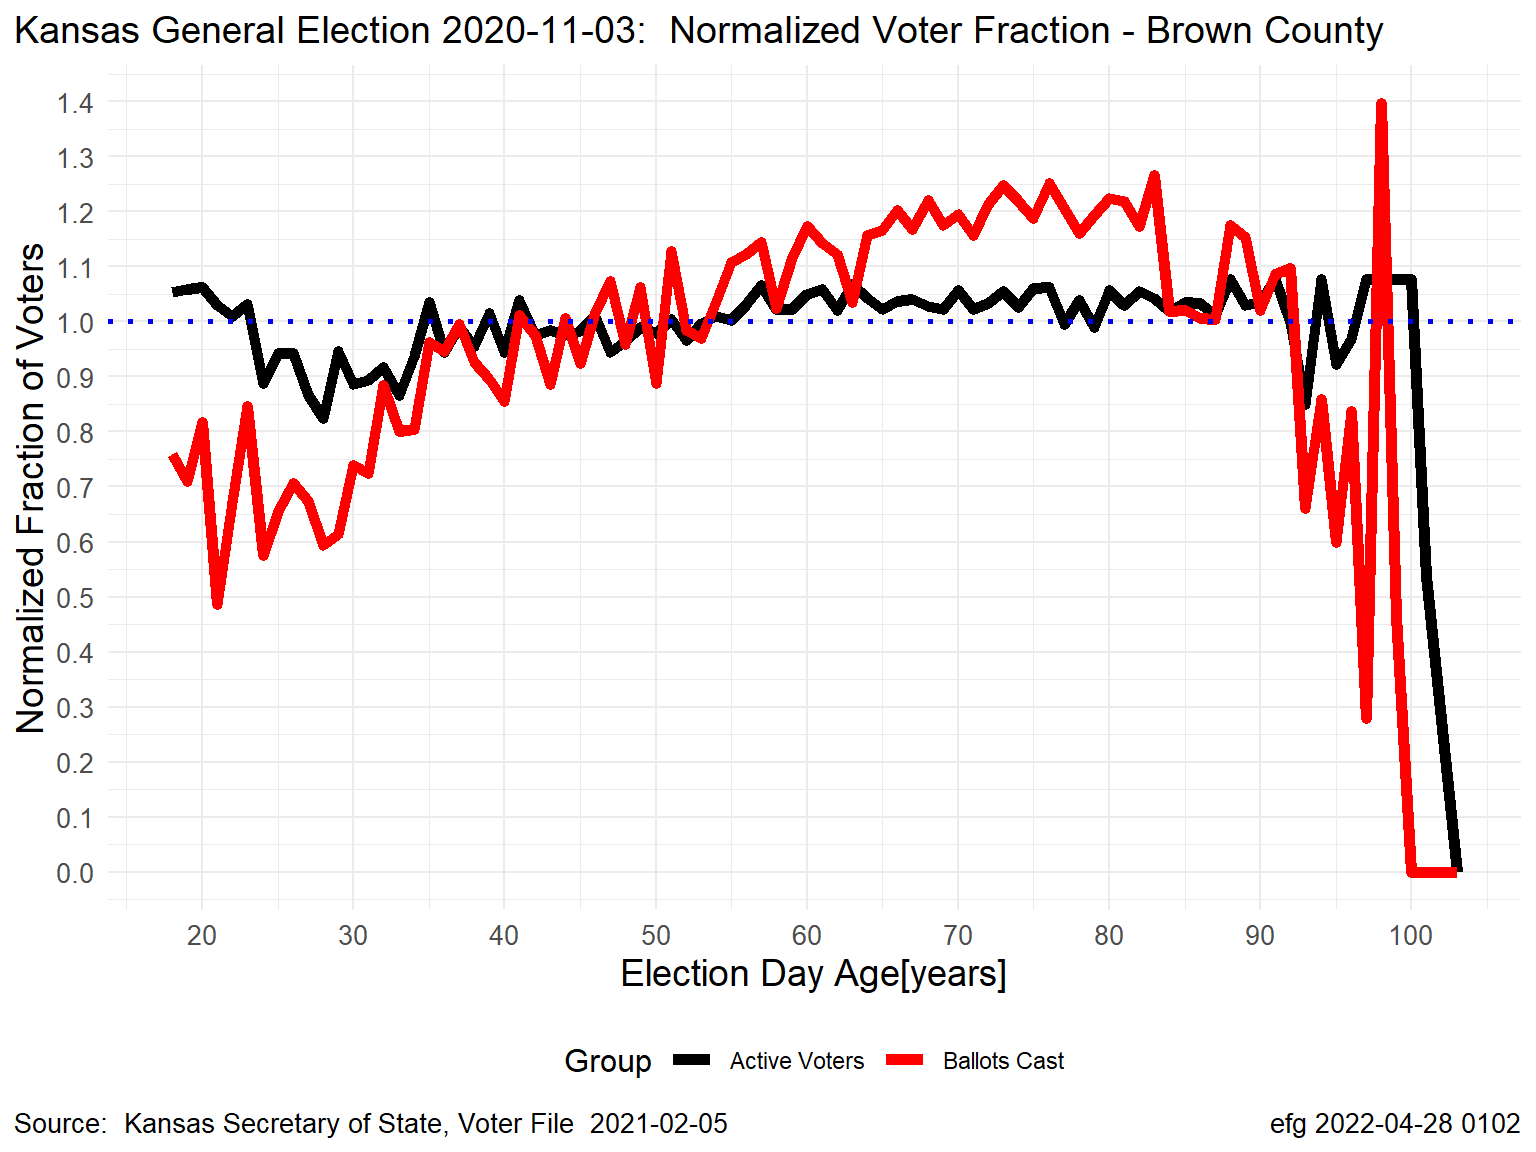 Kansas General Election 2020-11-03:  Normalized Voter Fraction - Brown County
Normalized Fraction of Voters
1.4
1.3
1.2
1.1
1.0
0.9
0.8
0.7
0.6
0.5
0.4
0.3
0.2
0.1
0.0
20 30 40 50 60 70 80 90 100
Election Day Age[years]
Group Active Voters Ballots Cast
Source:  Kansas Secretary of State, Voter File  2021-02-05 efg 2022-04-28 0102